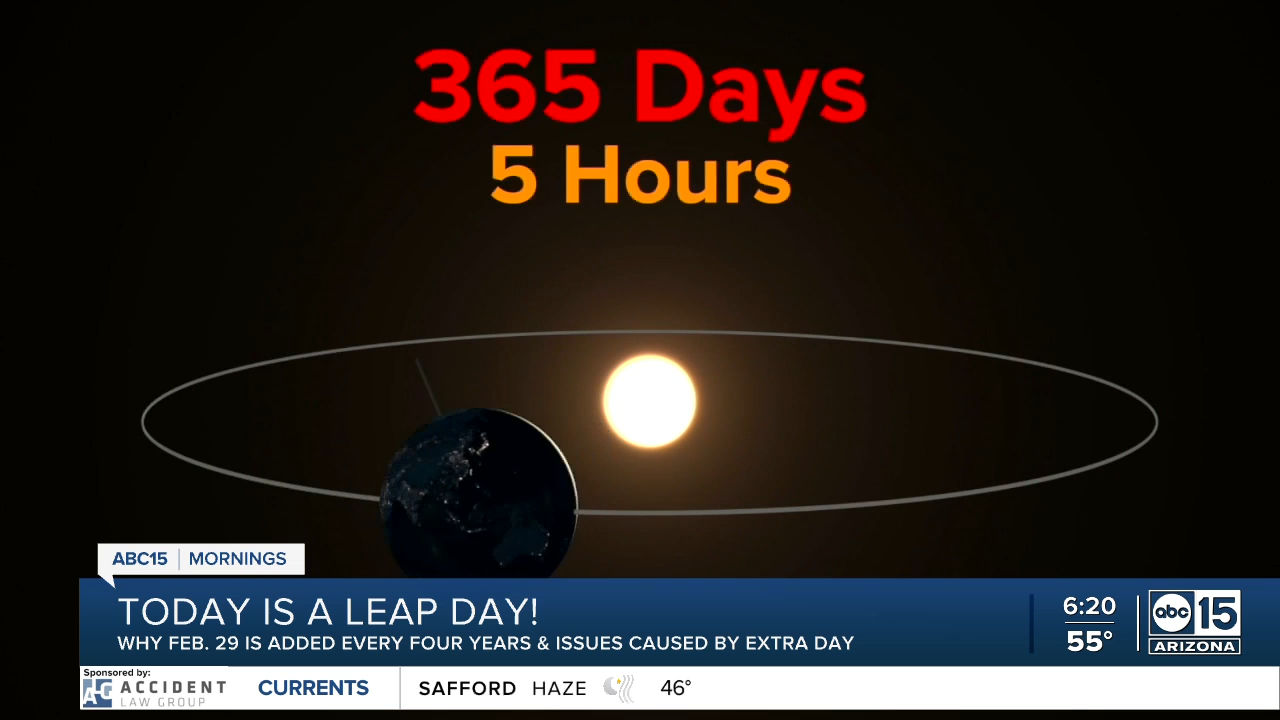 365 Days
5 Hours
ABC15 | MORNINGS
TODAY IS A LEAP DAY!
WHY FEB. 29 IS ADDED EVERY FOUR YEARS & ISSUES CAUSED BY EXTRA DAY
6:20
55°
abc 15
ARIZONA
Sponsored by:
AG ACCIDENT
LAW GROUP
CURRENTS
SAFFORD HAZE 46°